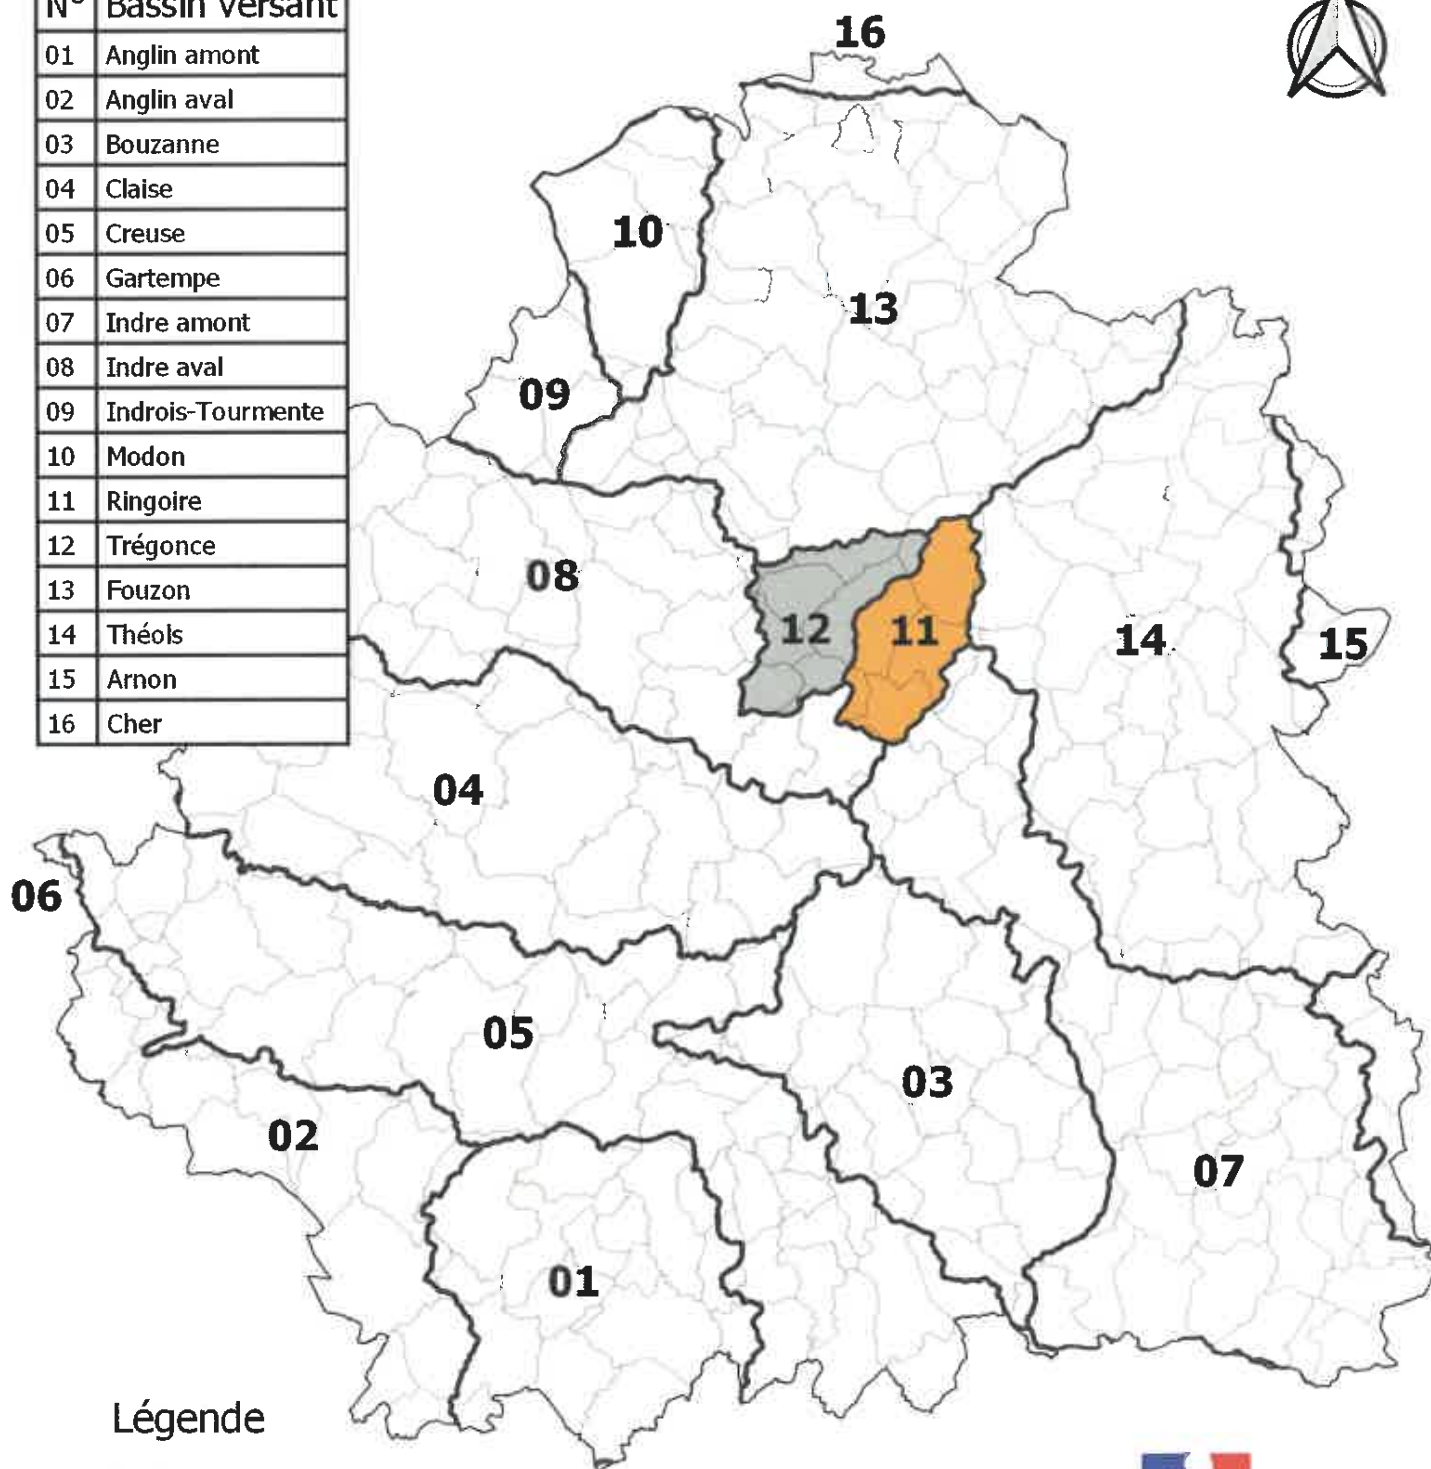 N° Bassin versant
01 Anglin amont
02 Anglin aval
03 Bouzanne
04 Claise
05 Creuse
06 Gartempe
07 Indre amont
08 Indre aval
09 Indrois-Tourmente
10 Modon
11 Ringoire
12 Trégonce
13 Fouzon
14 Théols
15 Arnon
16 Cher
16
10
13
09
08
12
11
14
15
04
06
05
03
02
07
01
Légende